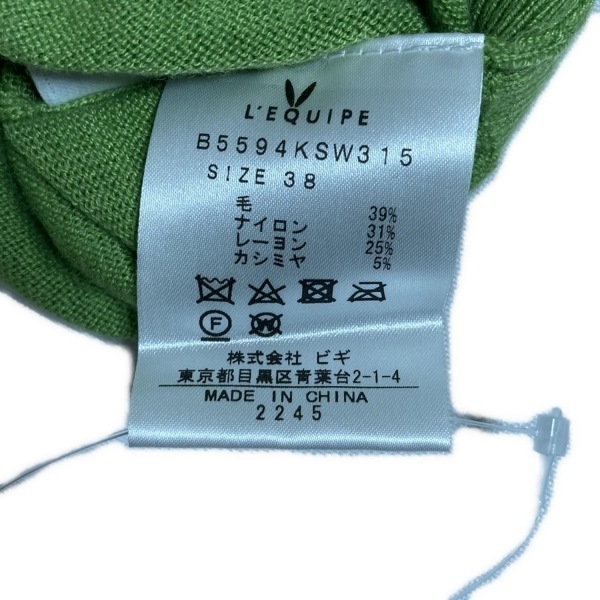 L'EQUIPE
B5594KSW315
SIZE 38
毛 39%
ナイロン 31%
レーヨン 25%
カシミヤ 5%
F W
株式会社 ビギ
東京都目黒区青葉台2-1-4
MADE IN CHINA
2245